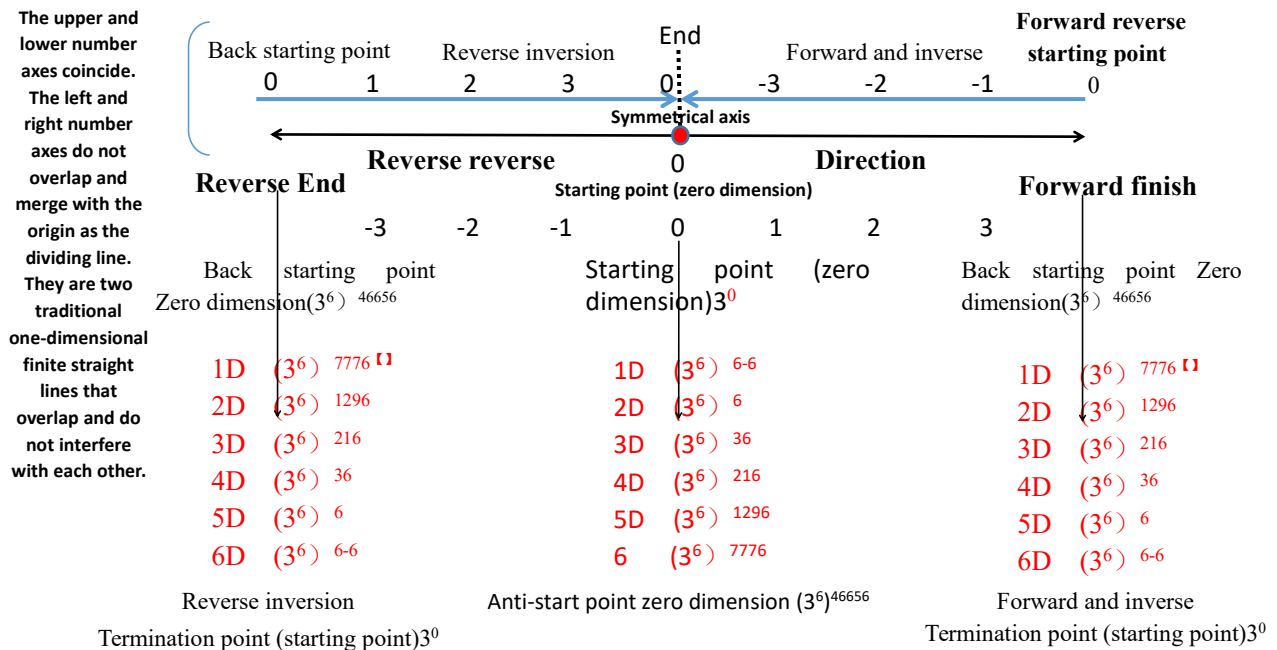 The upper and
lower number
axes coincide.
The left and
right number
axes do not
overlap and
merge with the
origin as the
dividing line.
They are two
traditional
one-dimensional
finite straight
lines that
overlap and do
not interfere
with each other.
End
Forward reverse
starting point
Back starting point
Reverse inversion
Forward and inverse
0 1 2 3 0 -3 -2 -1 0
Symmetrical axis
Reverse reverse
0
Direction
Reverse End
Starting point (zero dimension)
Forward finish
-3 -2 -1 0 1 2 3
Back starting point
Zero dimension(3⁶) ⁴⁶⁶⁵⁶
1D (3⁶) ⁷⁷⁷⁶【】
2D (3⁶) ¹²⁹⁶
3D (3⁶) ²¹⁶
4D (3⁶) ³⁶
5D (3⁶) ⁶
6D (3⁶) ⁶⁻⁶
Reverse inversion
Termination point (starting point)3⁰
Starting point (zero
dimension)3⁰
1D (3⁶) ⁶⁻⁶
2D (3⁶) ⁶
3D (3⁶) ³⁶
4D (3⁶) ²¹⁶
5D (3⁶) ¹²⁹⁶
6 (3⁶) ⁷⁷⁷⁶
Anti-start point zero dimension (3⁶)⁴⁶⁶⁵⁶
Back starting point Zero
dimension(3⁶) ⁴⁶⁶⁵⁶
1D (3⁶) ⁷⁷⁷⁶【】
2D (3⁶) ¹²⁹⁶
3D (3⁶) ²¹⁶
4D (3⁶) ³⁶
5D (3⁶) ⁶
6D (3⁶) ⁶⁻⁶
Forward and inverse
Termination point (starting point)3⁰